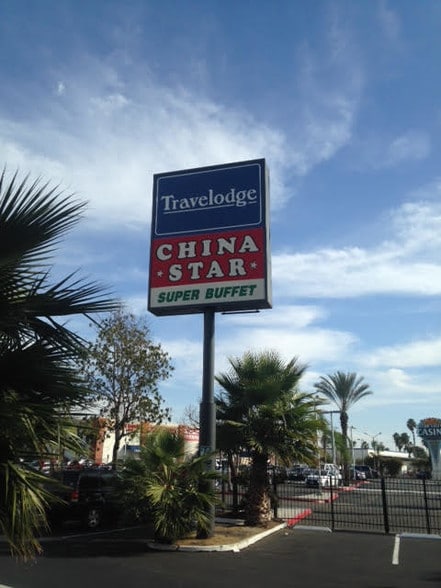 Travelodge
CHINA
STAR
SUPER BUFFET